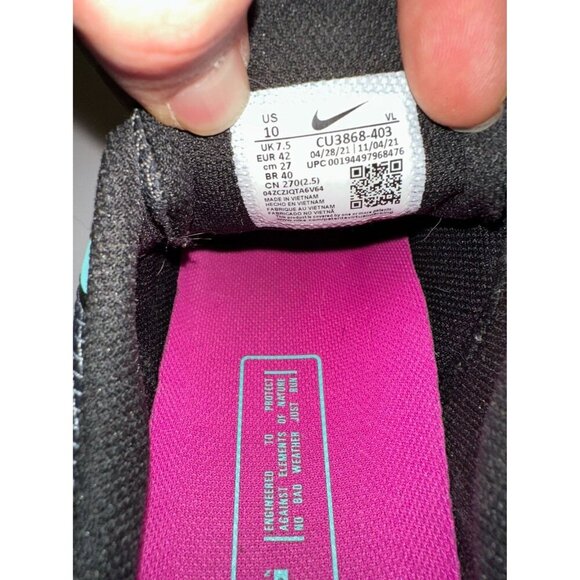 US VL
10 CU3868-403
UK 7.5 04/28/21 | 11/04/21
EUR 42 UPC 00194497968476
cm 27
BR 40
CN 270(2.5)
04ZCZJQTA6V64
MADE IN VIETNAM
HECHO EN VIETNAM
FABRIQUE AU VIETNAM
FABRICADO NO VIETNÃ
ENGINEERED TO PROTECT
AGAINST ELEMENTS OF NATURE
NO BAD WEATHER JUST RUN